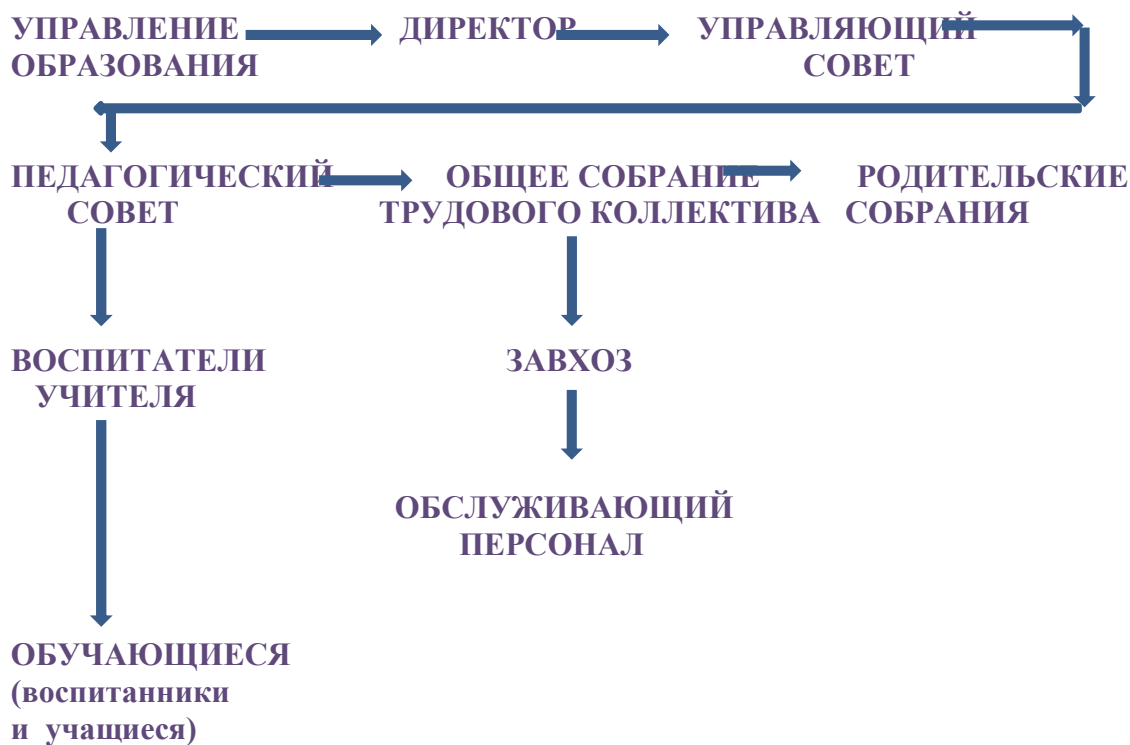 УПРАВЛЕНИЕ ДИРЕКТОР УПРАВЛЯЮЩИЙ
ОБРАЗОВАНИЯ СОВЕТ
ПЕДАГОГИЧЕСКИЙ ОБЩЕЕ СОБРАНИЕ РОДИТЕЛЬСКИЕ
СОВЕТ ТРУДОВОГО КОЛЛЕКТИВА СОБРАНИЯ
ВОСПИТАТЕЛИ ЗАВХОЗ
УЧИТЕЛЯ
ОБСЛУЖИВАЮЩИЙ
ПЕРСОНАЛ
ОБУЧАЮЩИЕСЯ
(воспитанники
и учащиеся)